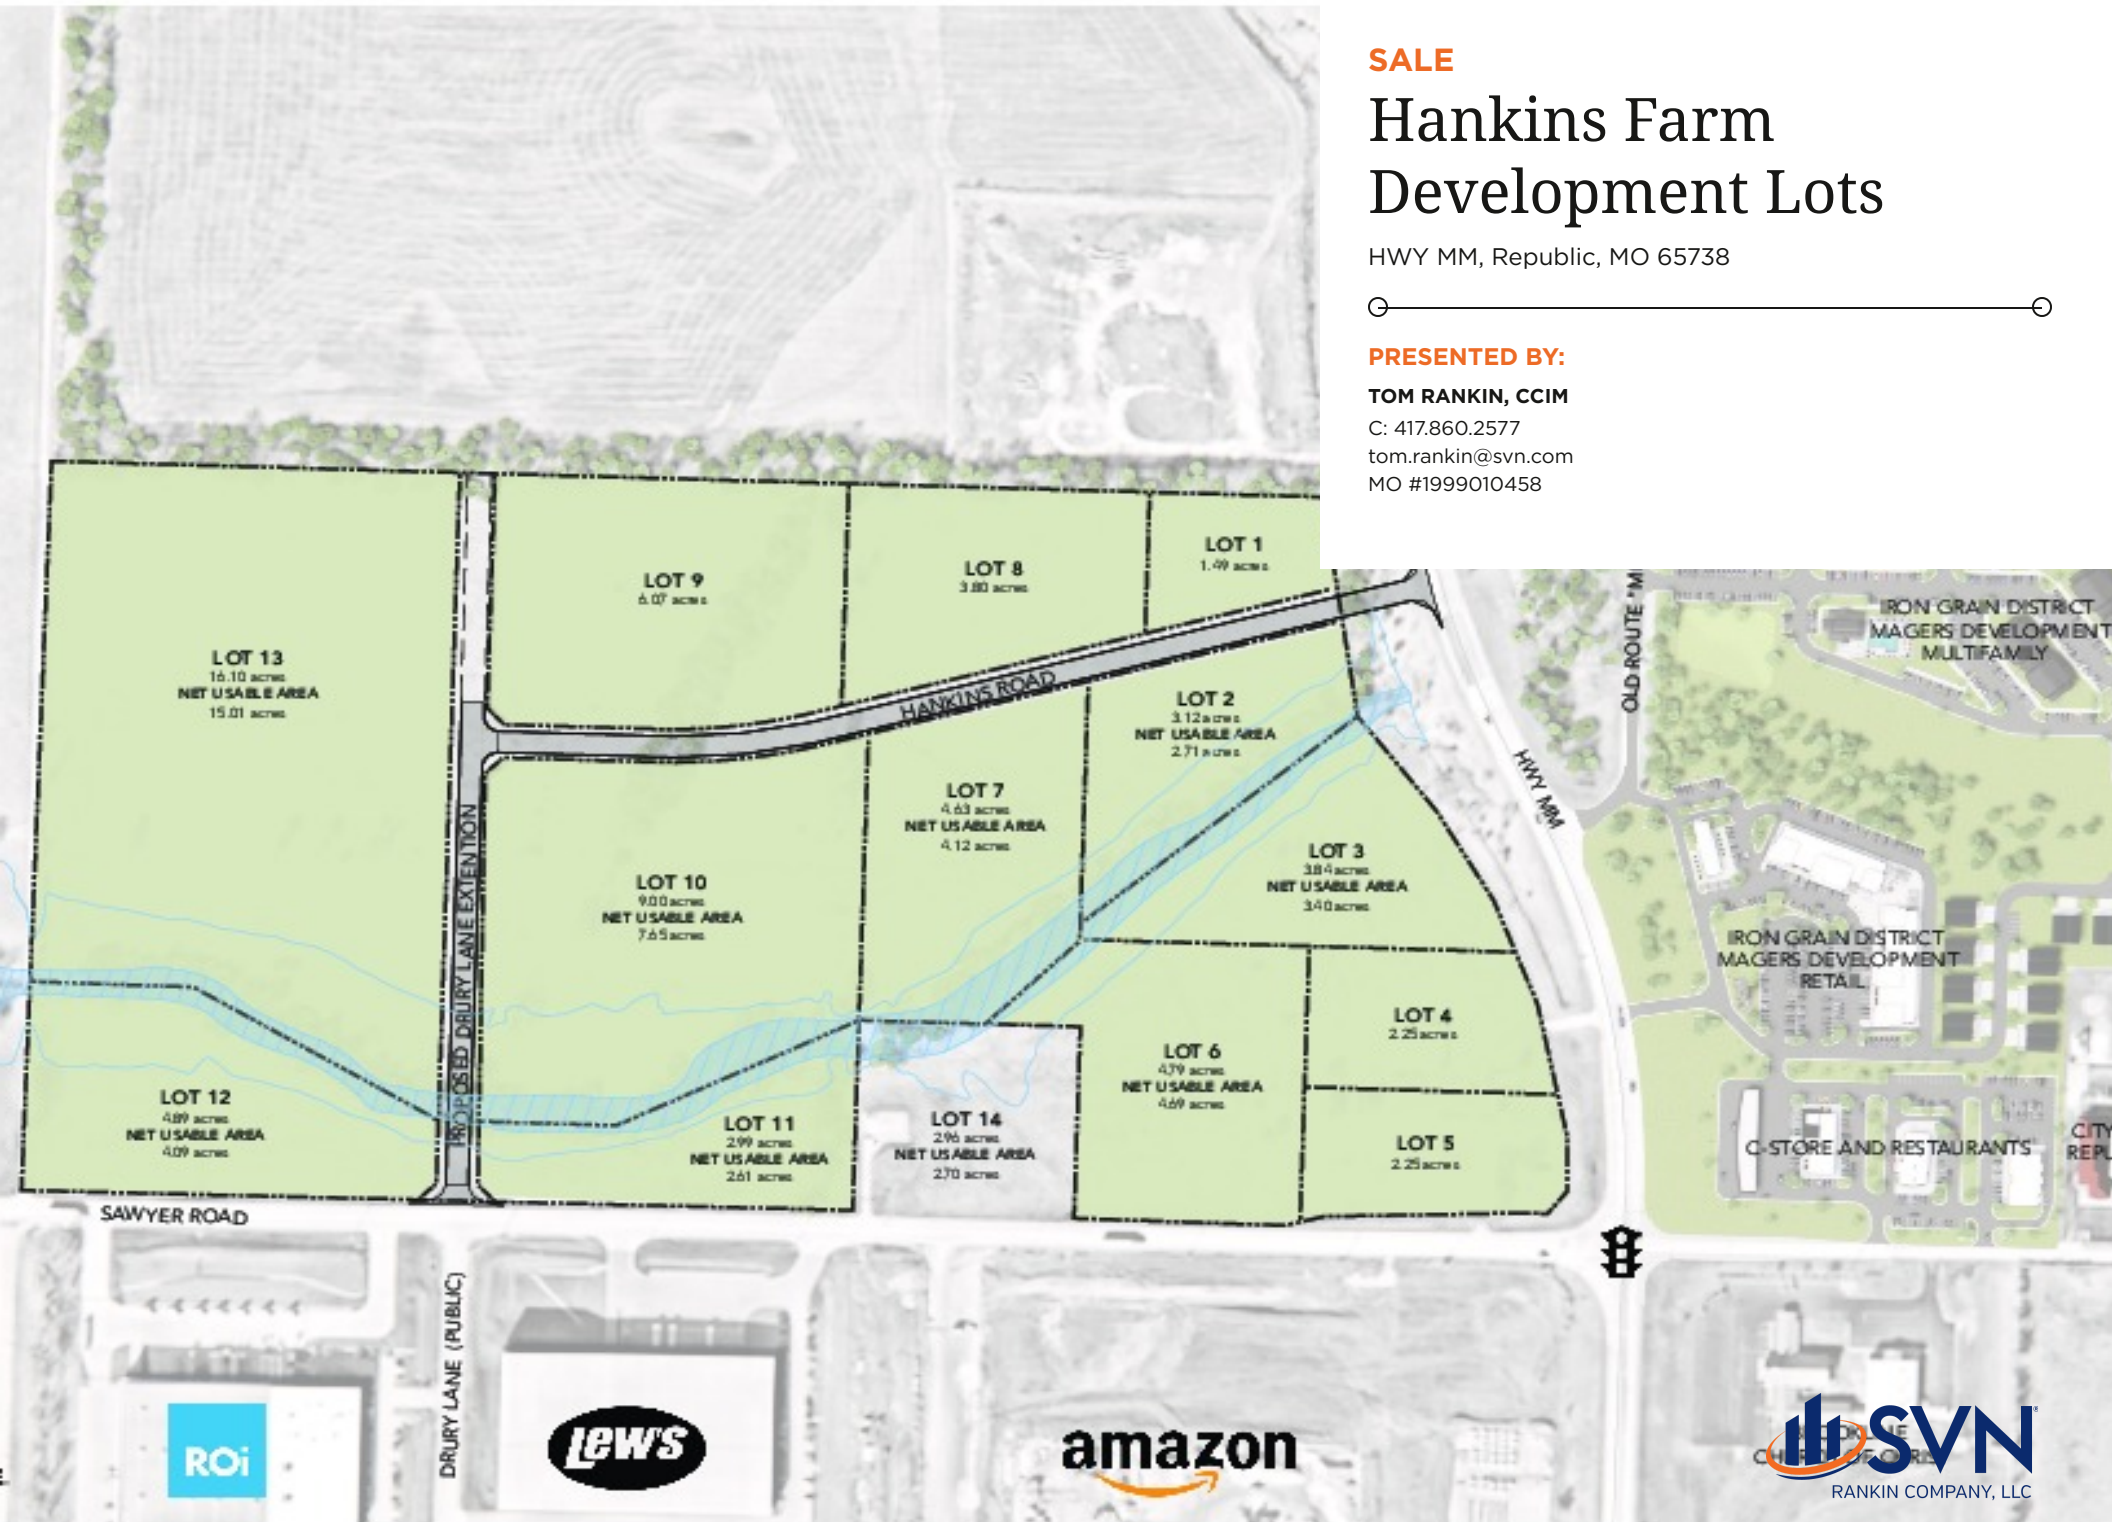 SALE
Hankins Farm
Development Lots
HWY MM, Republic, MO 65738
PRESENTED BY:
TOM RANKIN, CCIM
C: 417.860.2577
tom.rankin@svn.com
MO #1999010458
LOT 1
1.49 acres
LOT 8
3.80 acres
LOT 9
6.07 acres
LOT 13
16.10 acres
NET USABLE AREA
15.01 acres
HANKINS ROAD
LOT 2
3.12 acres
NET USABLE AREA
2.71 acres
LOT 7
4.63 acres
NET USABLE AREA
4.12 acres
LOT 3
3.84 acres
NET USABLE AREA
3.40 acres
LOT 10
9.00 acres
NET USABLE AREA
7.65 acres
PROPOSED DRURY LANE EXTENTION
LOT 4
2.25 acres
LOT 6
4.79 acres
NET USABLE AREA
4.69 acres
LOT 5
2.25 acres
LOT 12
4.89 acres
NET USABLE AREA
4.09 acres
LOT 11
2.99 acres
NET USABLE AREA
2.61 acres
LOT 14
2.96 acres
NET USABLE AREA
2.70 acres
OLD ROUTE "M
HWY MM
IRON GRAIN DISTRICT
MAGERS DEVELOPMENT
MULTIFAMILY
IRON GRAIN DISTRICT
MAGERS DEVELOPMENT
RETAIL
C-STORE AND RESTAURANTS
CITY
REPU
SAWYER ROAD
DRURY LANE (PUBLIC)
ROi
Lew's
amazon
SVN
RANKIN COMPANY, LLC